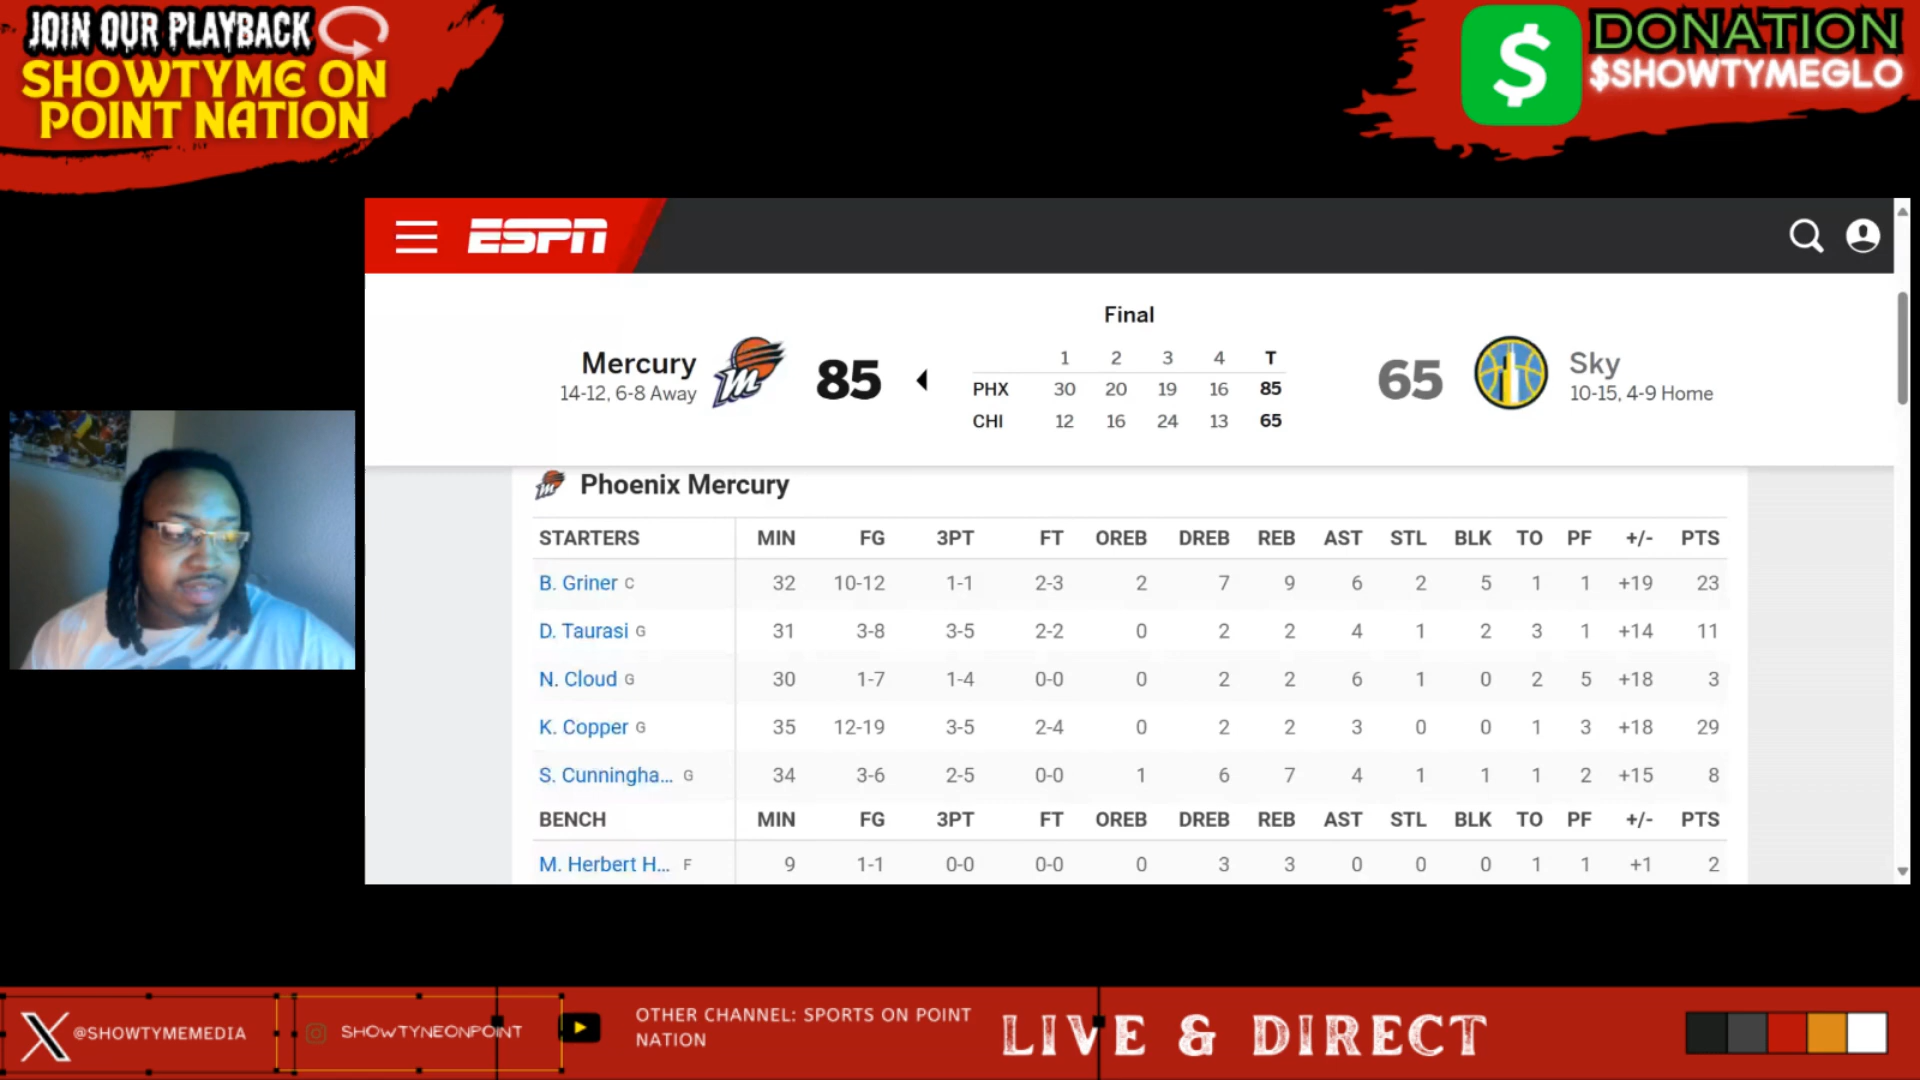 JOIN OUR PLAYBACK
SHOWTYME ON
POINT NATION
$ DONATION
$SHOWTYMEGLO
ESPN
Final
Mercury
14-12, 6-8 Away
85
1 2 3 4 T
PHX 30 20 19 16 85
CHI 12 16 24 13 65
65
Sky
10-15, 4-9 Home
Phoenix Mercury
STARTERS MIN FG 3PT FT OREB DREB REB AST STL BLK TO PF +/- PTS
B. Griner C 32 10-12 1-1 2-3 2 7 9 6 2 5 1 1 +19 23
D. Taurasi G 31 3-8 3-5 2-2 0 2 2 4 1 2 3 1 +14 11
N. Cloud G 30 1-7 1-4 0-0 0 2 2 6 1 0 2 5 +18 3
K. Copper G 35 12-19 3-5 2-4 0 2 2 3 0 0 1 3 +18 29
S. Cunningha... G 34 3-6 2-5 0-0 1 6 7 4 1 1 1 2 +15 8
BENCH MIN FG 3PT FT OREB DREB REB AST STL BLK TO PF +/- PTS
M. Herbert H... F 9 1-1 0-0 0-0 0 3 3 0 0 0 1 1 +1 2
@SHOWTYMEMEDIA
SHOWTYNEONPOINT
OTHER CHANNEL: SPORTS ON POINT
NATION
LIVE & DIRECT